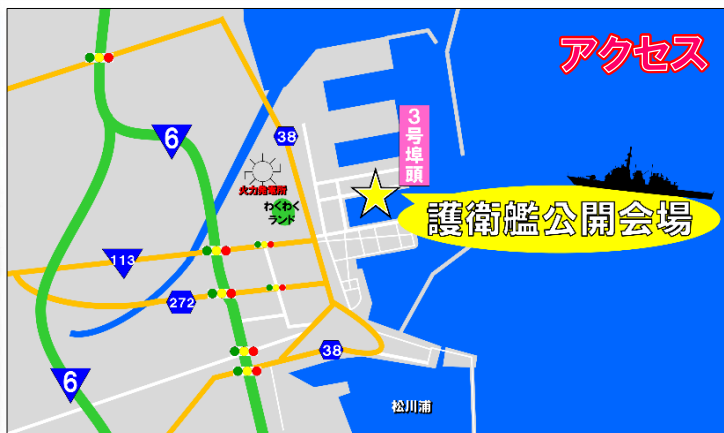 アクセス
6
6
38
3号埠頭
火力発電所
わくわく
ランド
護衛艦公開会場
113
272
38
6
松川浦